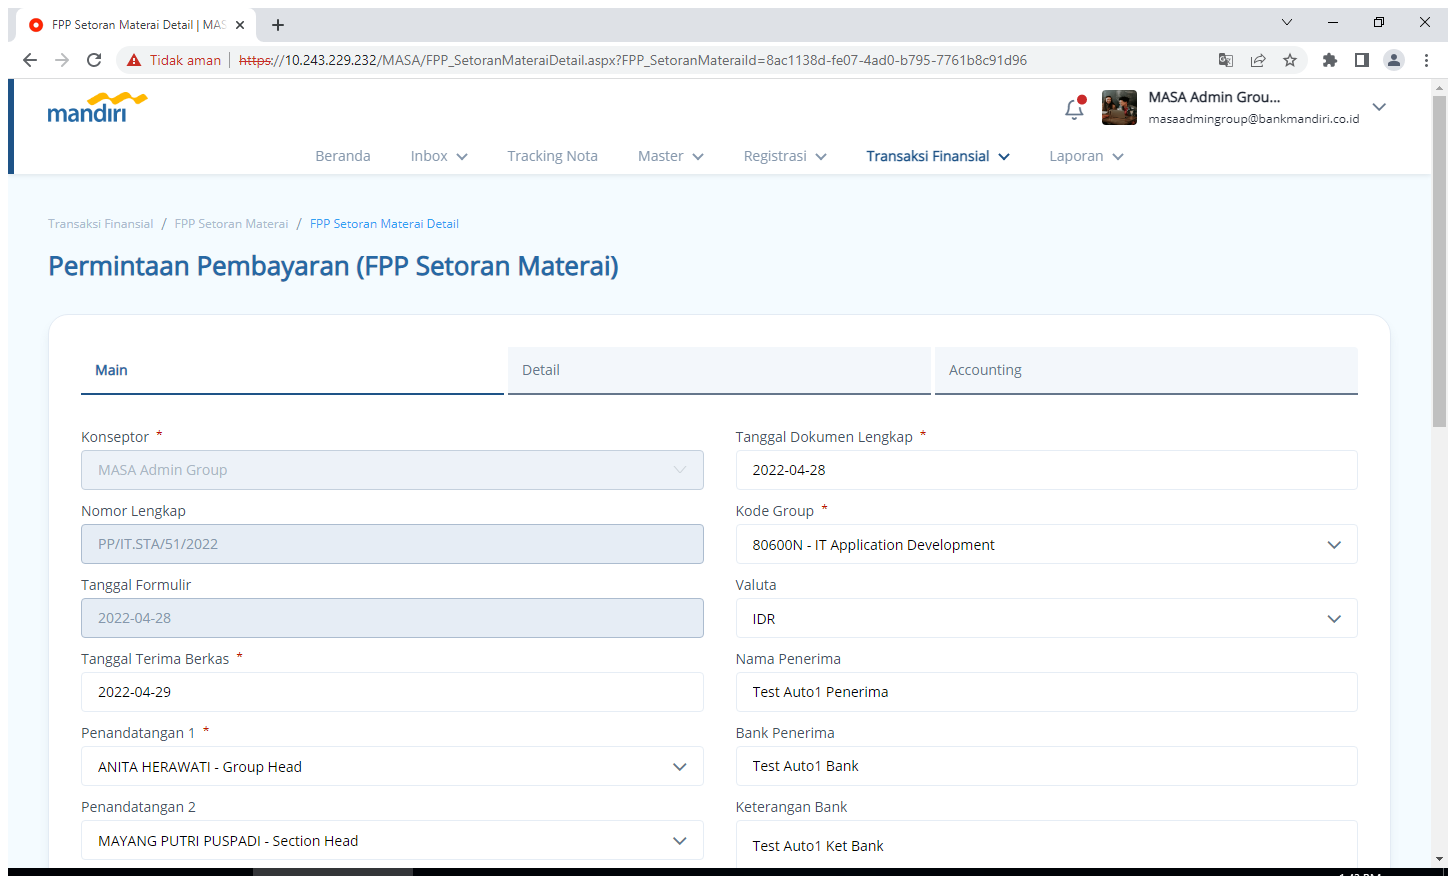 FPP Setoran Materai Detail | MAS
Tidak aman
https://10.243.229.232/MASA/FPP_SetoranMateraiDetail.aspx?FPP_SetoranMateraiId=8ac1138d-fe07-4ad0-b795-7761b8c91d96
mandiri
MASA Admin Grou...
masaadmingroup@bankmandiri.co.id
Beranda Inbox Tracking Nota Master Registrasi Transaksi Finansial Laporan
Transaksi Finansial / FPP Setoran Materai / FPP Setoran Materai Detail
Permintaan Pembayaran (FPP Setoran Materai)
Main Detail Accounting
Konseptor *
MASA Admin Group
Nomor Lengkap
PP/IT.STA/51/2022
Tanggal Formulir
2022-04-28
Tanggal Terima Berkas *
2022-04-29
Penandatangan 1 *
ANITA HERAWATI - Group Head
Penandatangan 2
MAYANG PUTRI PUSPADI - Section Head
Tanggal Dokumen Lengkap *
2022-04-28
Kode Group *
80600N - IT Application Development
Valuta
IDR
Nama Penerima
Test Auto1 Penerima
Bank Penerima
Test Auto1 Bank
Keterangan Bank
Test Auto1 Ket Bank